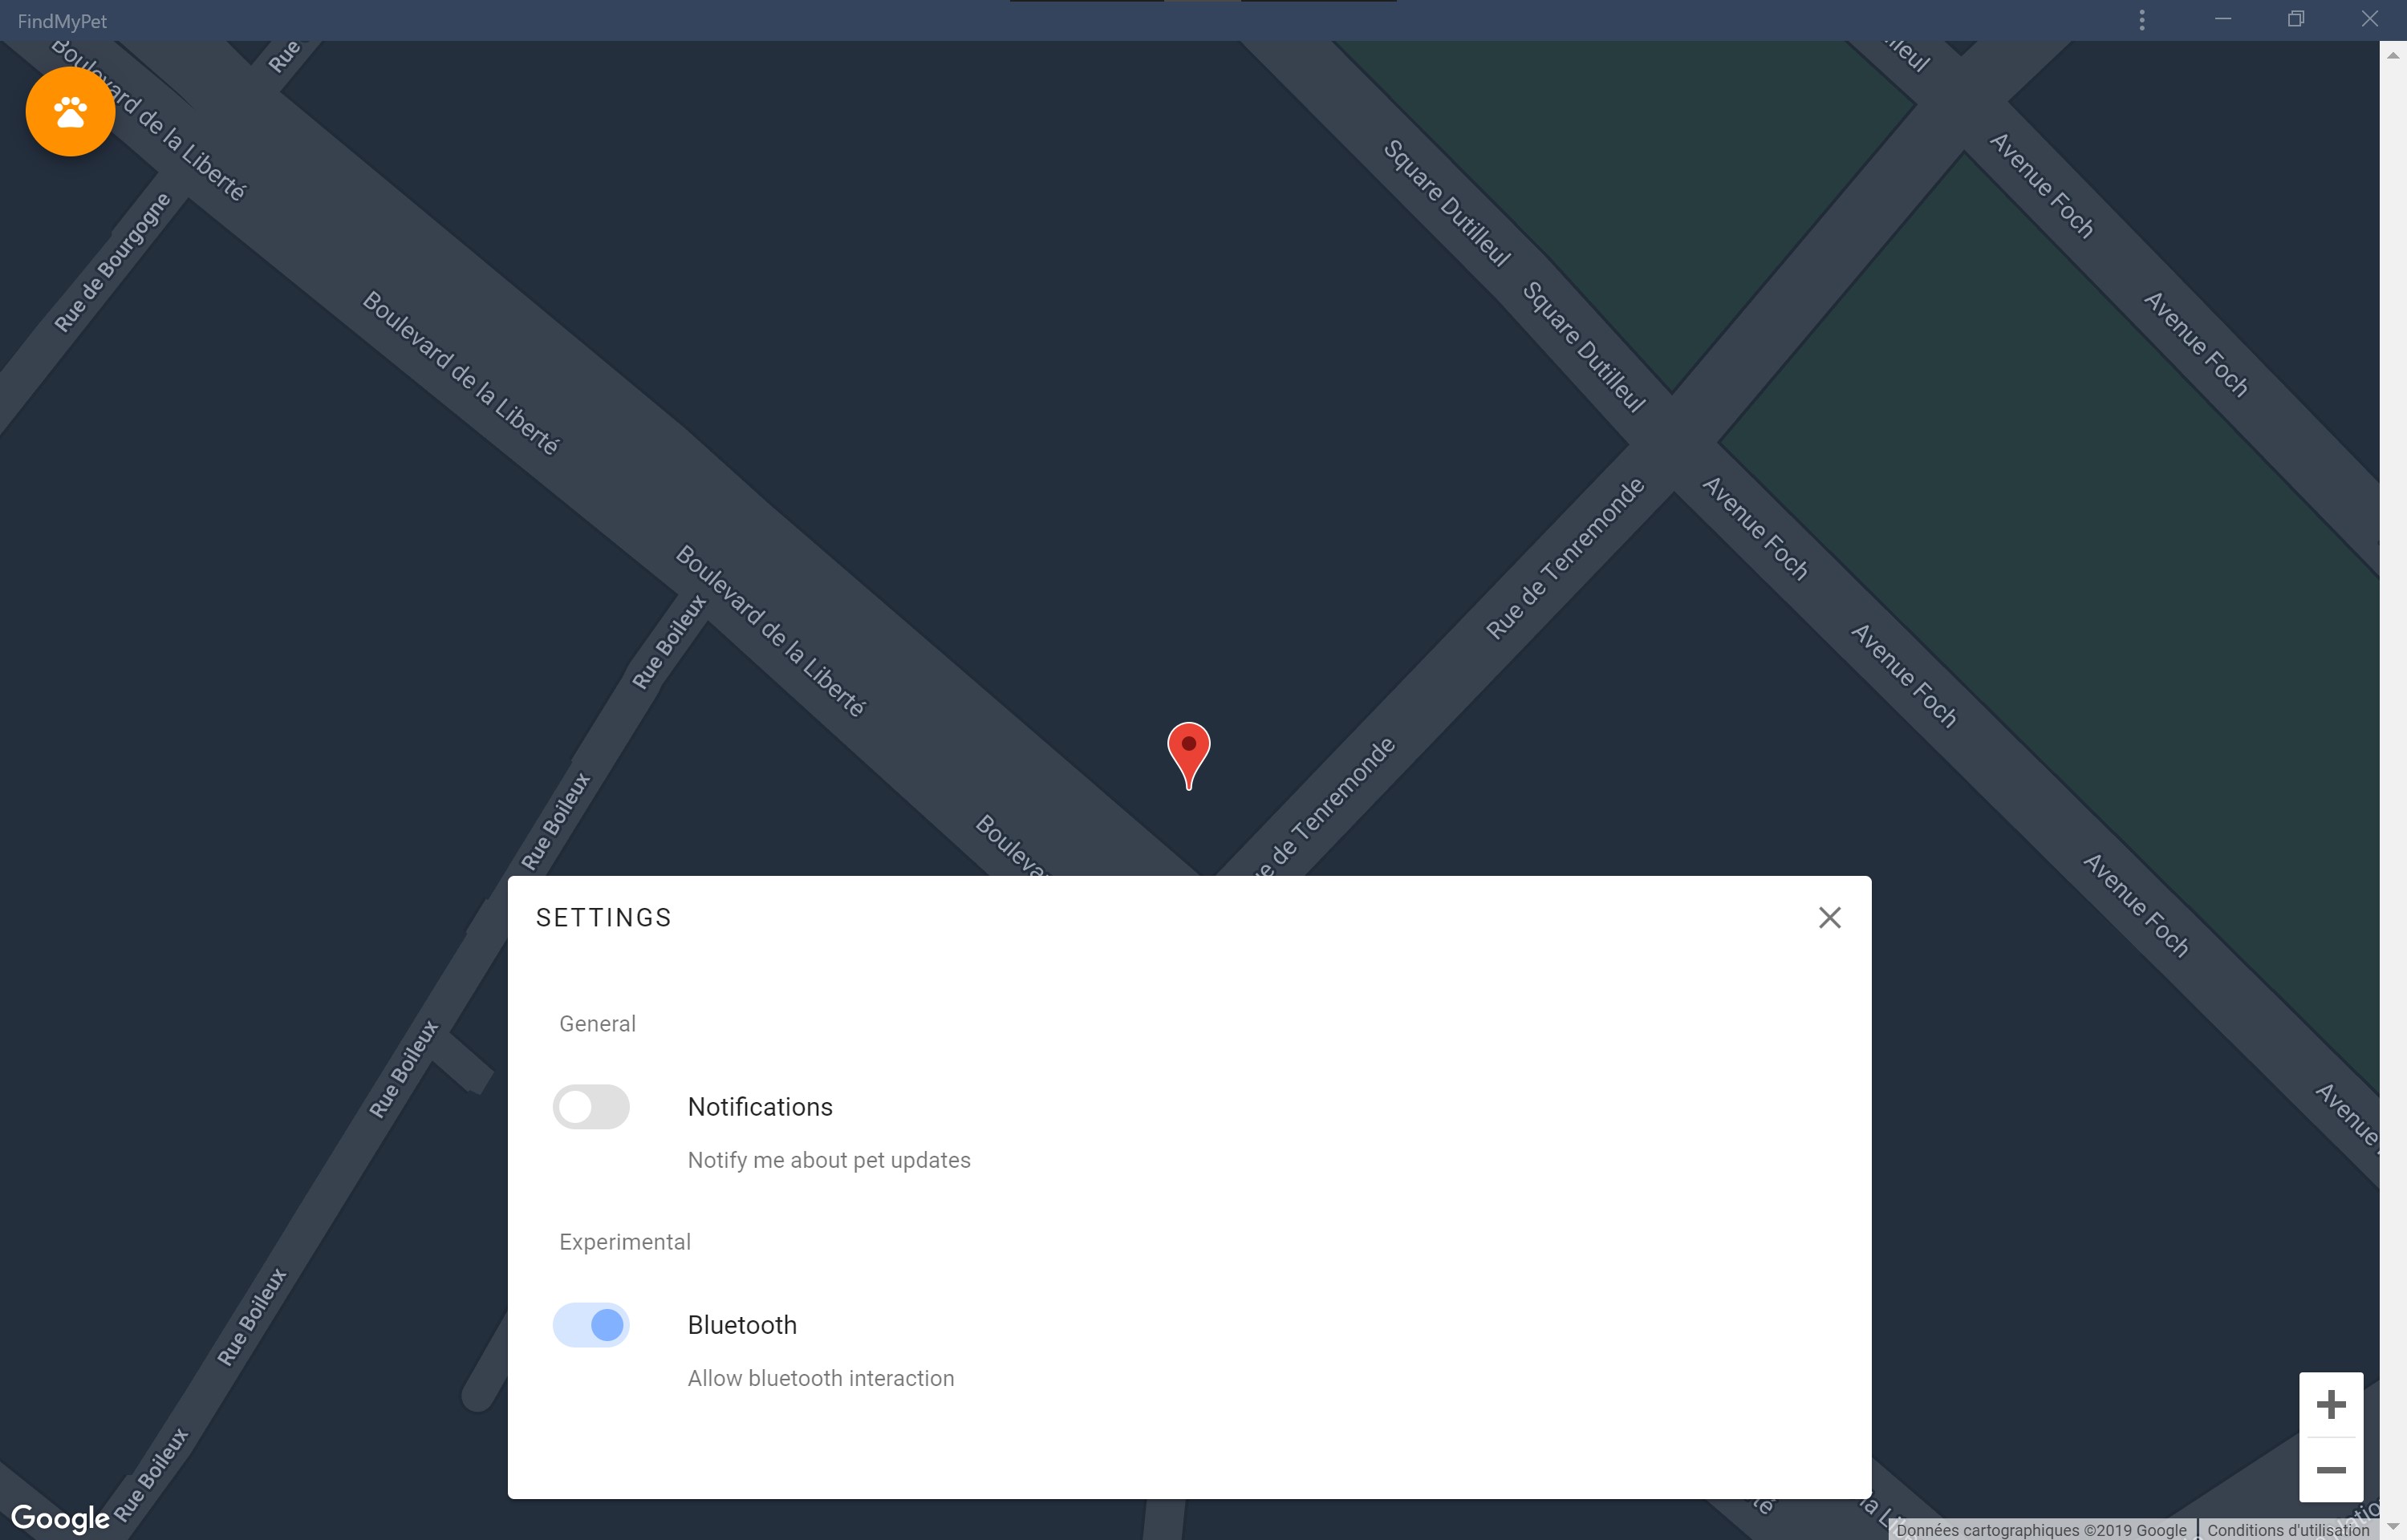 FindMyPet
Rue
Boulevard de la Liberté
Rue de Bourgogne
Boulevard de la Liberté
Square Dutilleul
Square Dutilleul
Avenue Foch
Avenue Foch
Avenue Foch
Rue de Tenremonde
Boulevard de la Liberté
Rue Boileux
Avenue Foch
Rue de Tenremonde
Rue Boileux
Avenue Foch
SETTINGS
General
Notifications
Notify me about pet updates
Experimental
Bluetooth
Allow bluetooth interaction
Rue Boileux
Rue Boileux
Rue Boileux
Avenue
Google
Données cartographiques ©2019 Google
Conditions d'utilisation